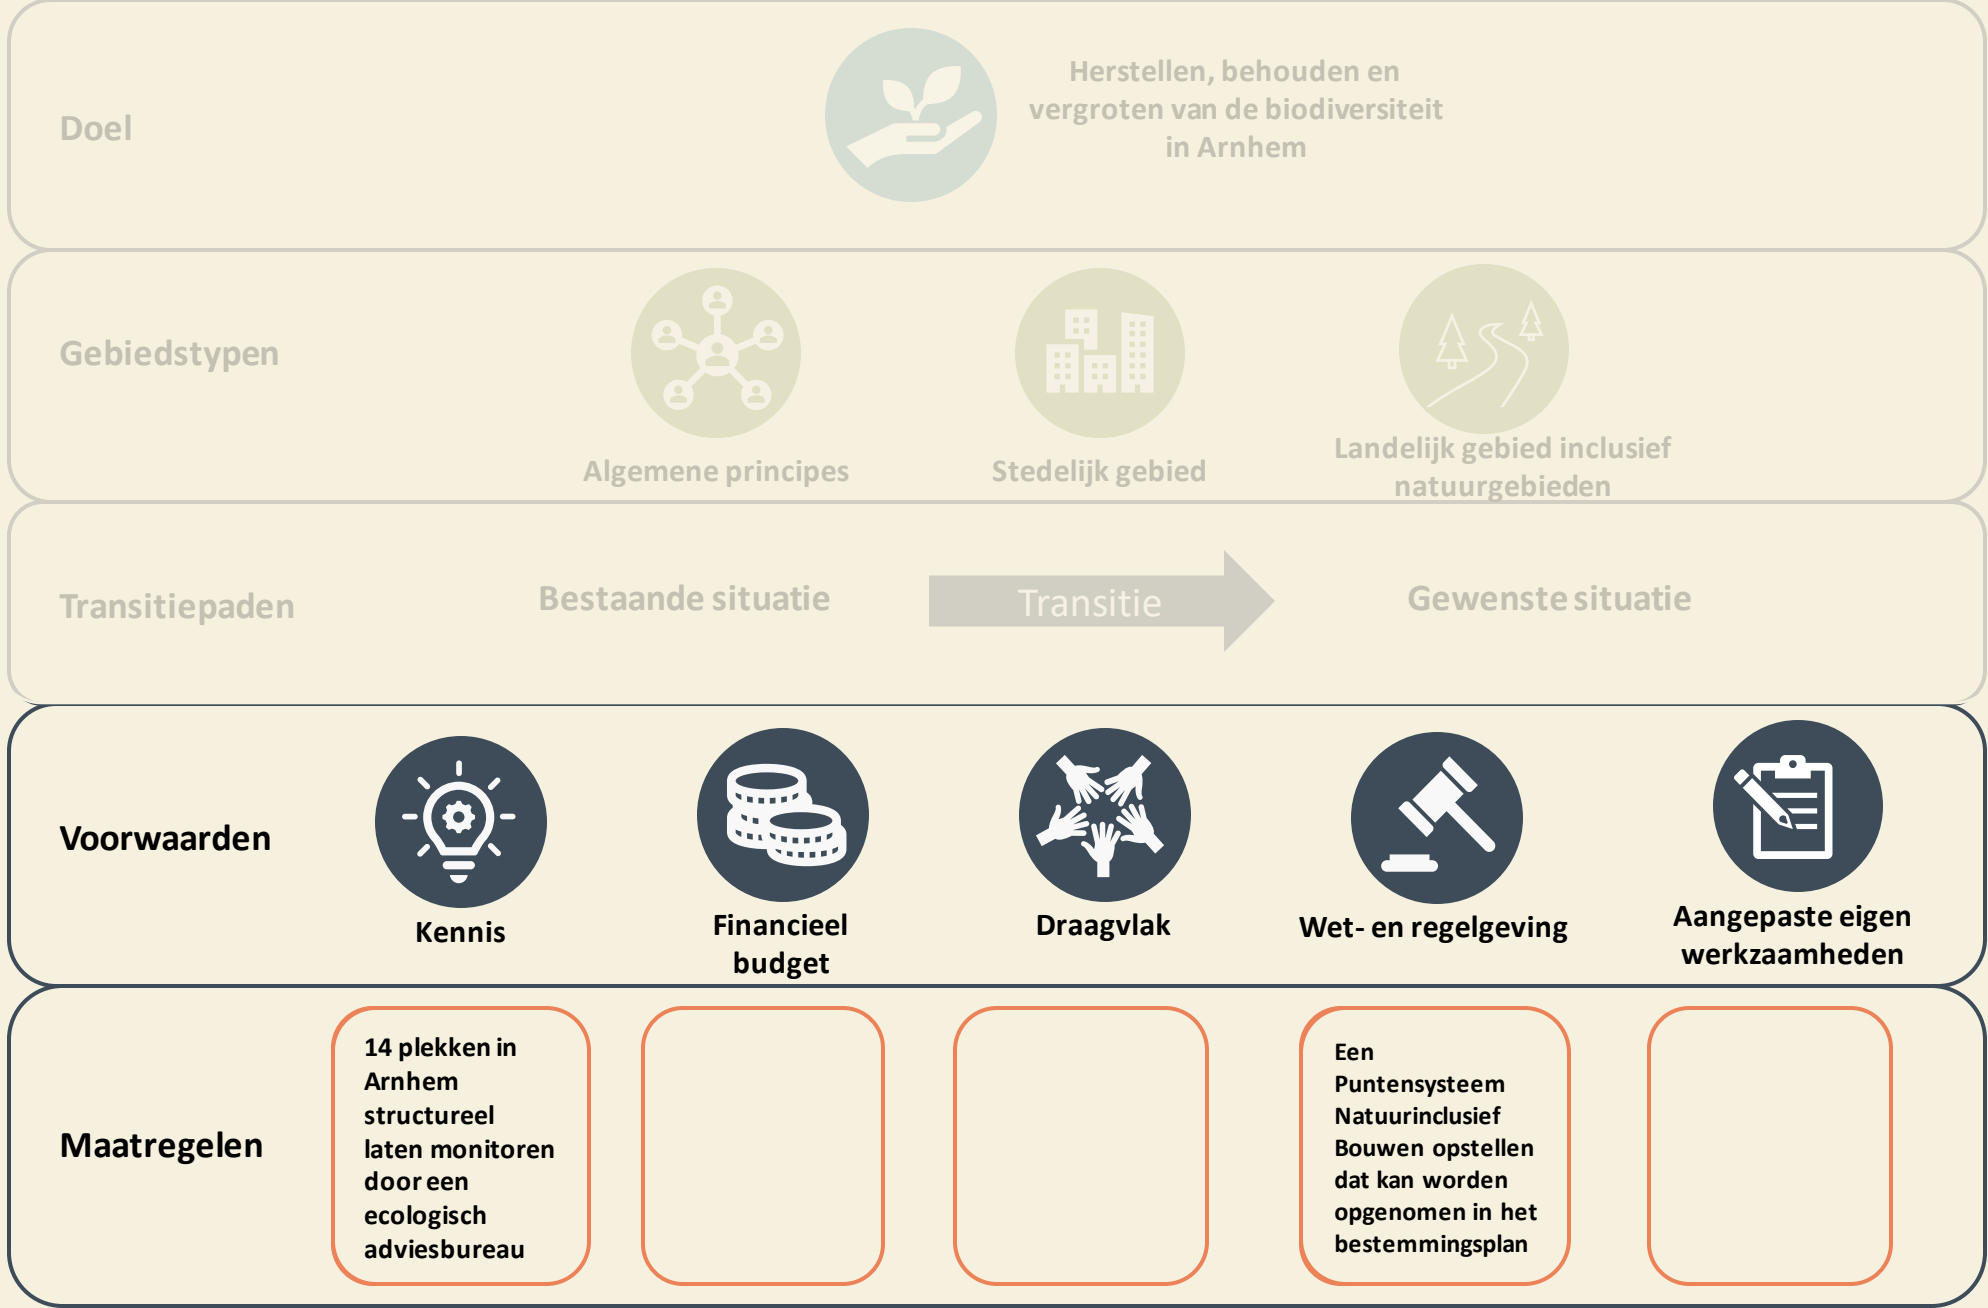 Doel
Herstellen, behouden en
vergroten van de biodiversiteit
in Arnhem
Gebiedstypen
Algemene principes
Stedelijk gebied
Landelijk gebied inclusief
natuurgebieden
Transitiepaden
Bestaande situatie
Transitie
Gewenste situatie
Voorwaarden
Kennis
Financieel
budget
Draagvlak
Wet- en regelgeving
Aangepaste eigen
werkzaamheden
Maatregelen
14 plekken in
Arnhem
structureel
laten monitoren
door een
ecologisch
adviesbureau
Een
Puntensysteem
Natuurinclusief
Bouwen opstellen
dat kan worden
opgenomen in het
bestemmingsplan